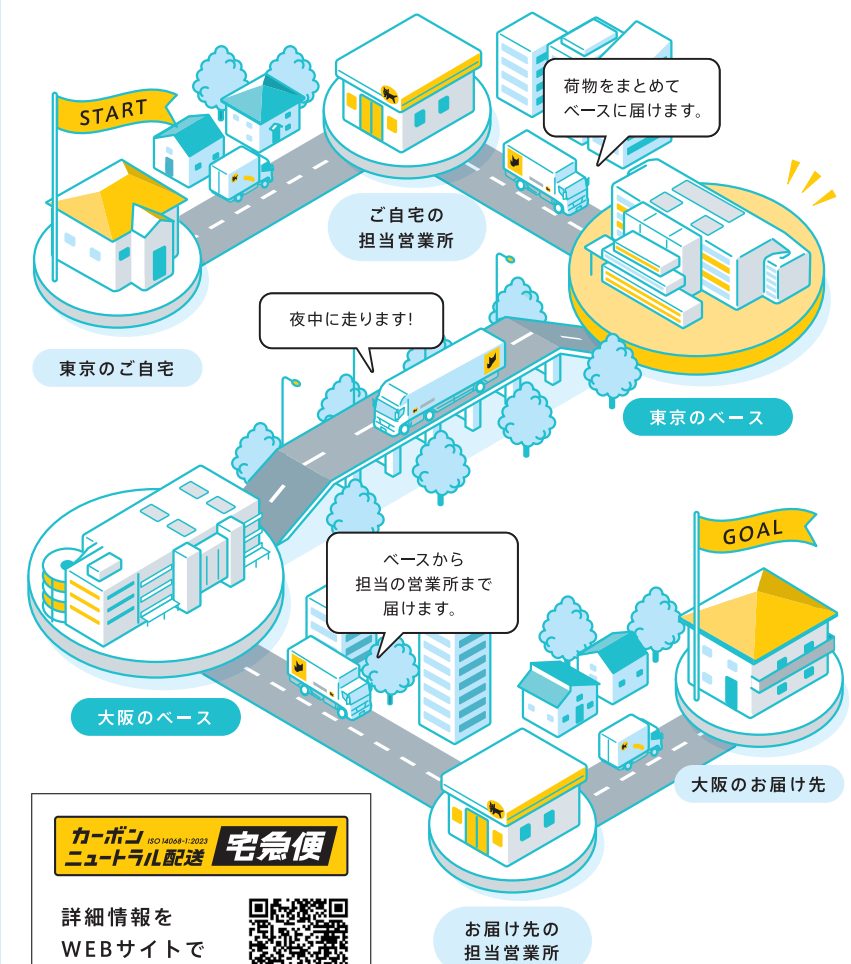 START
荷物をまとめて
ベースに届けます。
ご自宅の
担当営業所
夜中に走ります!
東京のご自宅
東京のベース
GOAL
ベースから
担当の営業所まで
届けます。
大阪のベース
大阪のお届け先
カーボン
ニュートラル配送
ISO 14068-1:2023
宅急便
詳細情報を
WEBサイトで
お届け先の
担当営業所